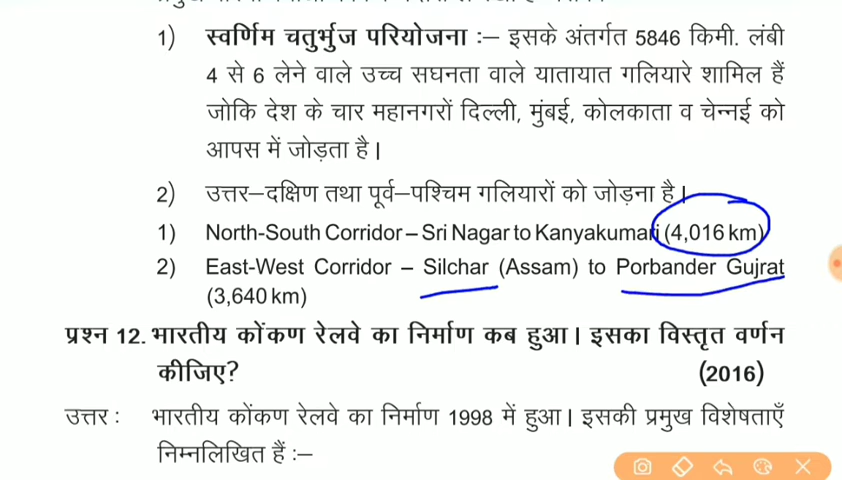 1) स्वर्णिम चतुर्भुज परियोजना :– इसके अंतर्गत 5846 किमी. लंबी
4 से 6 लेने वाले उच्च सघनता वाले यातायात गलियारे शामिल हैं
जोकि देश के चार महानगरों दिल्ली, मुंबई, कोलकाता व चेन्नई को
आपस में जोड़ता है।
2) उत्तर–दक्षिण तथा पूर्व–पश्चिम गलियारों को जोड़ना है।
1) North-South Corridor – Sri Nagar to Kanyakumari (4,016 km)
2) East-West Corridor – Silchar (Assam) to Porbander Gujrat
(3,640 km)
प्रश्न 12. भारतीय कोंकण रेलवे का निर्माण कब हुआ। इसका विस्तृत वर्णन
कीजिए? (2016)
उत्तर : भारतीय कोंकण रेलवे का निर्माण 1998 में हुआ। इसकी प्रमुख विशेषताएँ
निम्नलिखित हैं :–